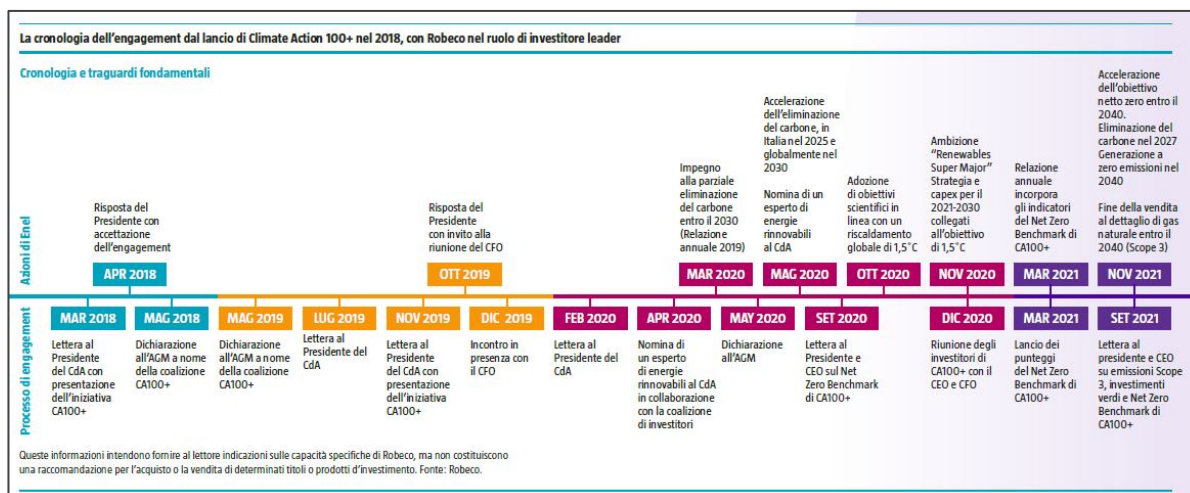 La cronologia dell'engagement dal lancio di Climate Action 100+ nel 2018, con Robeco nel ruolo di investitore leader
Cronologia e traguardi fondamentali
Azioni di Enel
Risposta del
Presidente con
accettazione
dell'engagement
APR 2018
Risposta del
Presidente
con invito alla
riunione del CFO
OTT 2019
Impegno
alla parziale
eliminazione
del carbone
entro il 2030
(Relazione
annuale 2019)
MAR 2020
Accelerazione
dell'eliminazione
del carbone, in
Italia nel 2025 e
globalmente nel
2030
Nomina di un
esperto di
energie
rinnovabili
al CdA
MAG 2020
Adozione
di obiettivi
scientifici in
linea con un
riscaldamento
globale di 1,5°C
OTT 2020
Ambizione
“Renewables
Super Major”
Strategia e
capex per il
2021-2030
collegati
all'obiettivo
di 1,5°C
NOV 2020
Relazione
annuale
incorpora
gli indicatori
del Net Zero
Benchmark di
CA100+
MAR 2021
Accelerazione
dell'obiettivo
netto zero entro il
2040.
Eliminazione del
carbone nel 2027
Generazione a
zero emissioni nel
2040
Fine della vendita
al dettaglio di gas
naturale entro il
2040 (Scope 3)
NOV 2021
Processo di engagement
MAR 2018
Lettera al
Presidente
del CdA con
presentazione
dell'iniziativa
CA100+
MAG 2018
Dichiarazione
all'AGM a nome
della coalizione
CA100+
MAG 2019
Dichiarazione
all'AGM a nome
della coalizione
CA100+
LUG 2019
Lettera al
Presidente del
CdA
NOV 2019
Lettera al
Presidente
del CdA con
presentazione
dell'iniziativa
CA100+
DIC 2019
Incontro in
presenza con
il CFO
FEB 2020
Lettera al
Presidente del
CdA
APR 2020
Nomina di
un esperto
di energie
rinnovabili al CdA
in collaborazione
con la coalizione
di investitori
MAY 2020
Dichiarazione
all'AGM
SET 2020
Lettera al
Presidente e
CEO sul Net
Zero Benchmark
di CA100+
DIC 2020
Riunione degli
investitori di
CA100+ con il
CEO e CFO
MAR 2021
Lancio dei
punteggi
del Net Zero
Benchmark di
CA100+
SET 2021
Lettera al
presidente e CEO
su emissioni Scope
3, investimenti
verdi e Net Zero
Benchmark di
CA100+
Queste informazioni intendono fornire al lettore indicazioni sulle capacità specifiche di Robeco, ma non costituiscono
una raccomandazione per l'acquisto o la vendita di determinati titoli o prodotti d'investimento. Fonte: Robeco.